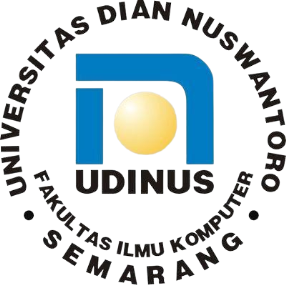 UNIVERSITAS DIAN NUSWANTORO
UDINUS
FAKULTAS ILMU KOMPUTER
• SEMARANG •